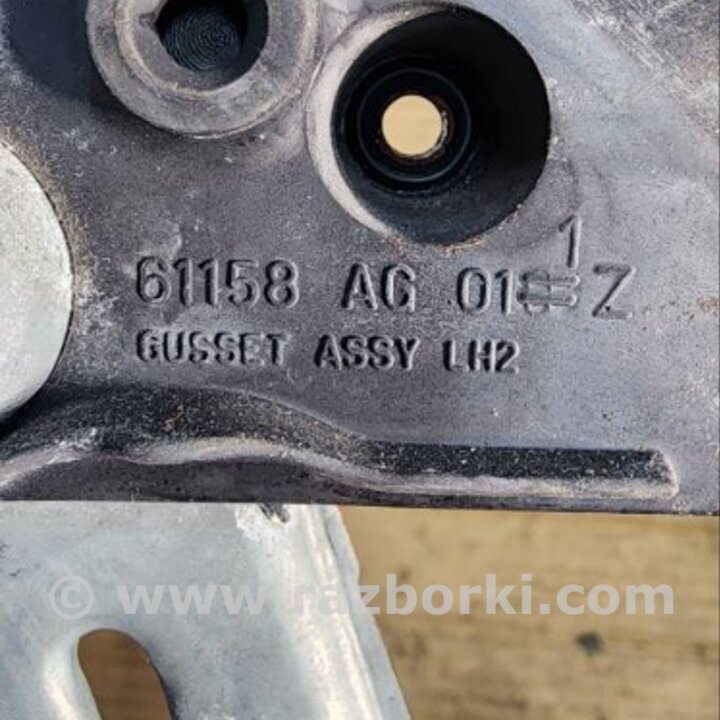 1
61158 AG 01 Z
GUSSET ASSY LH2
© www.razborki.com